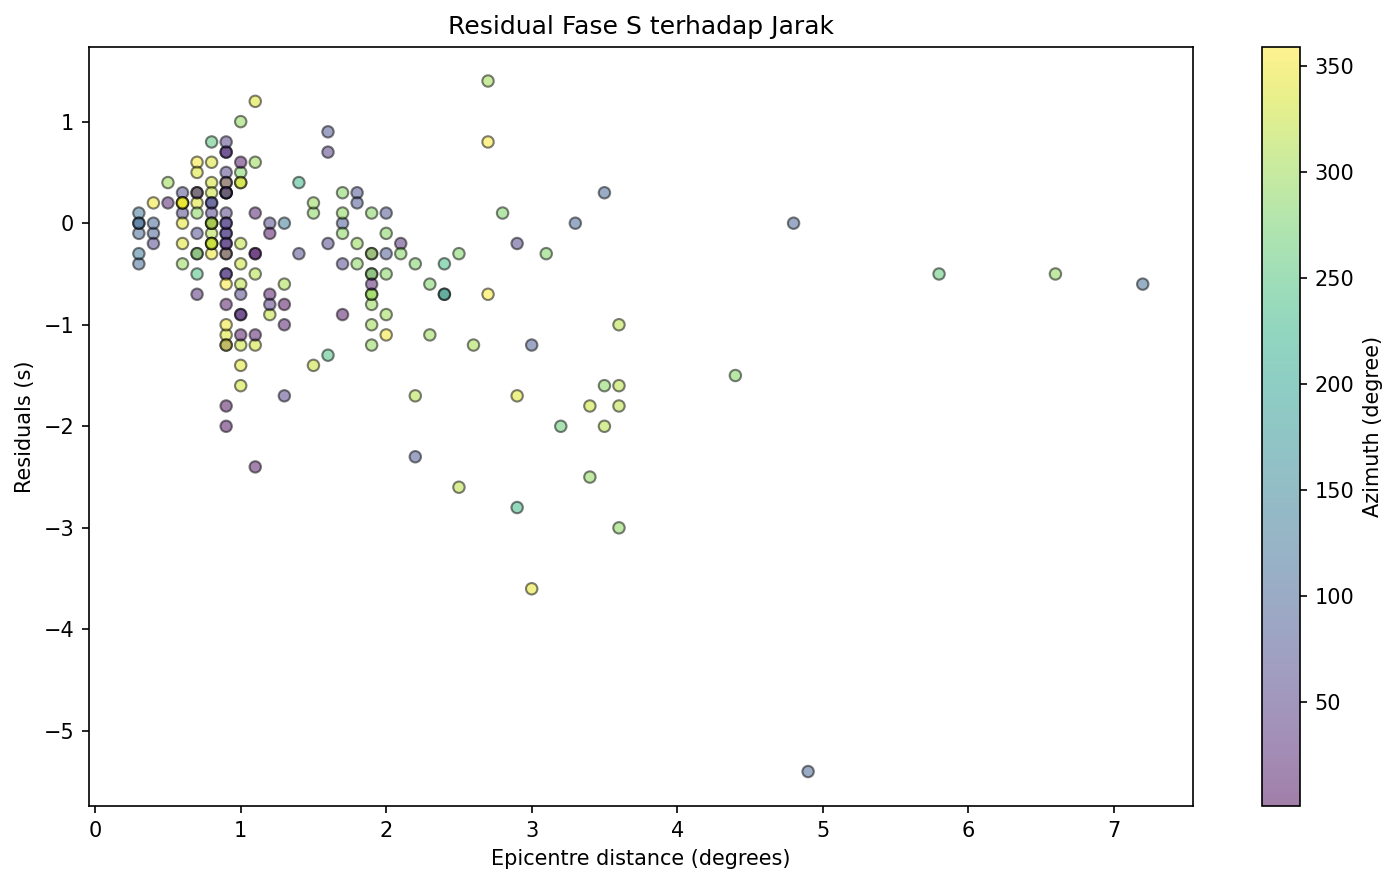 Residual Fase S terhadap Jarak
Residuals (s)
1
0
−1
−2
−3
−4
−5
0 1 2 3 4 5 6 7
Epicentre distance (degrees)
350
300
250
200
150
100
50
Azimuth (degree)